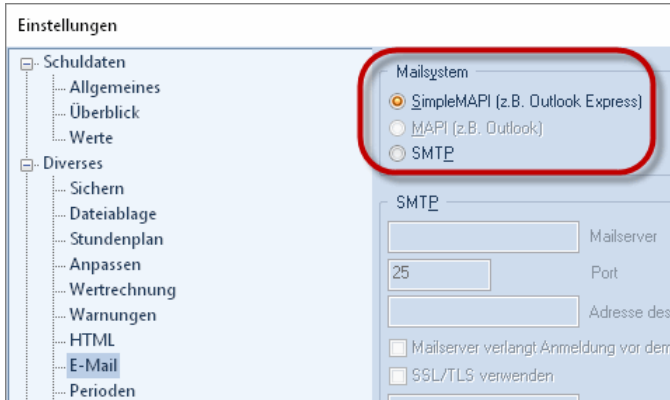 Einstellungen
Schuldaten
Allgemeines
Überblick
Werte
Diverses
Sichern
Dateiablage
Stundenplan
Anpassen
Wertrechnung
Warnungen
HTML
E-Mail
Perioden
Mailsystem
SimpleMAPI (z.B. Outlook Express)
MAPI (z.B. Outlook)
SMTP
SMTP
Mailserver
25 Port
Adresse des
Mailserver verlangt Anmeldung vor dem
SSL/TLS verwenden